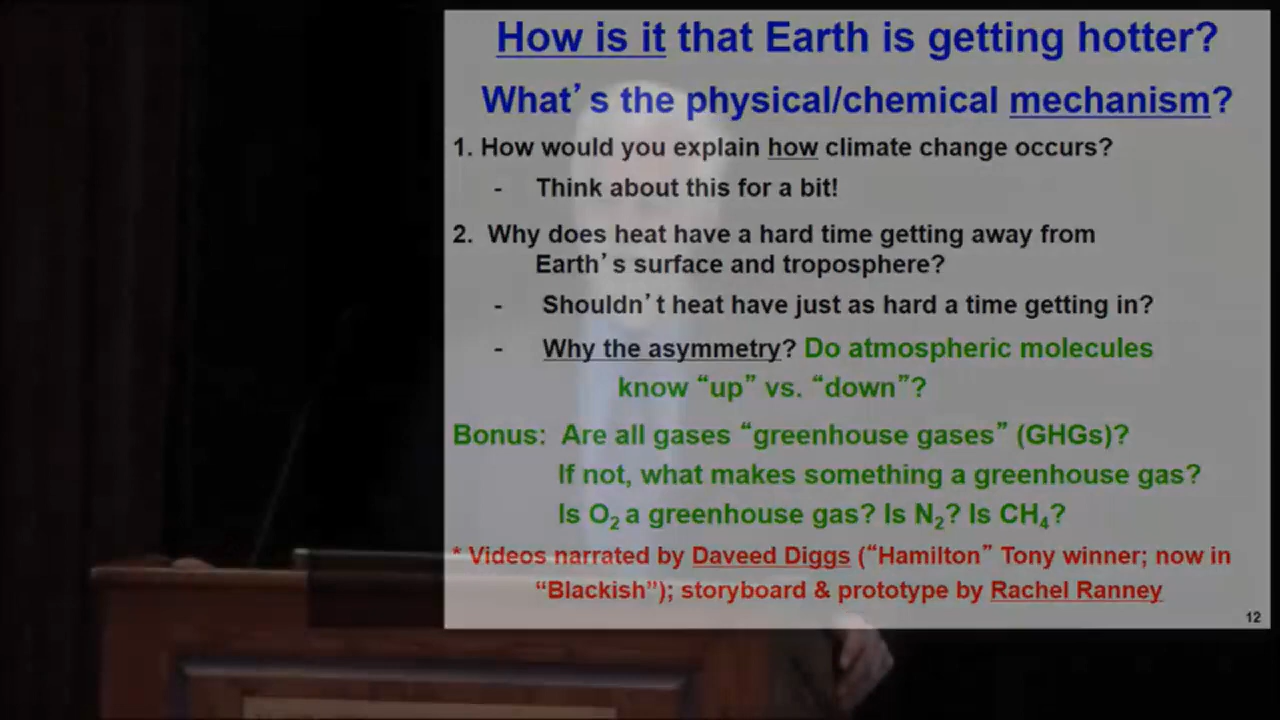 How is it that Earth is getting hotter?
What's the physical/chemical mechanism?
1. How would you explain how climate change occurs?
- Think about this for a bit!
2. Why does heat have a hard time getting away from
Earth's surface and troposphere?
- Shouldn't heat have just as hard a time getting in?
- Why the asymmetry? Do atmospheric molecules
know “up” vs. “down”?
Bonus: Are all gases “greenhouse gases” (GHGs)?
If not, what makes something a greenhouse gas?
Is O2 a greenhouse gas? Is N2? Is CH4?
* Videos narrated by Daveed Diggs (“Hamilton” Tony winner; now in
“Blackish”); storyboard & prototype by Rachel Ranney
12